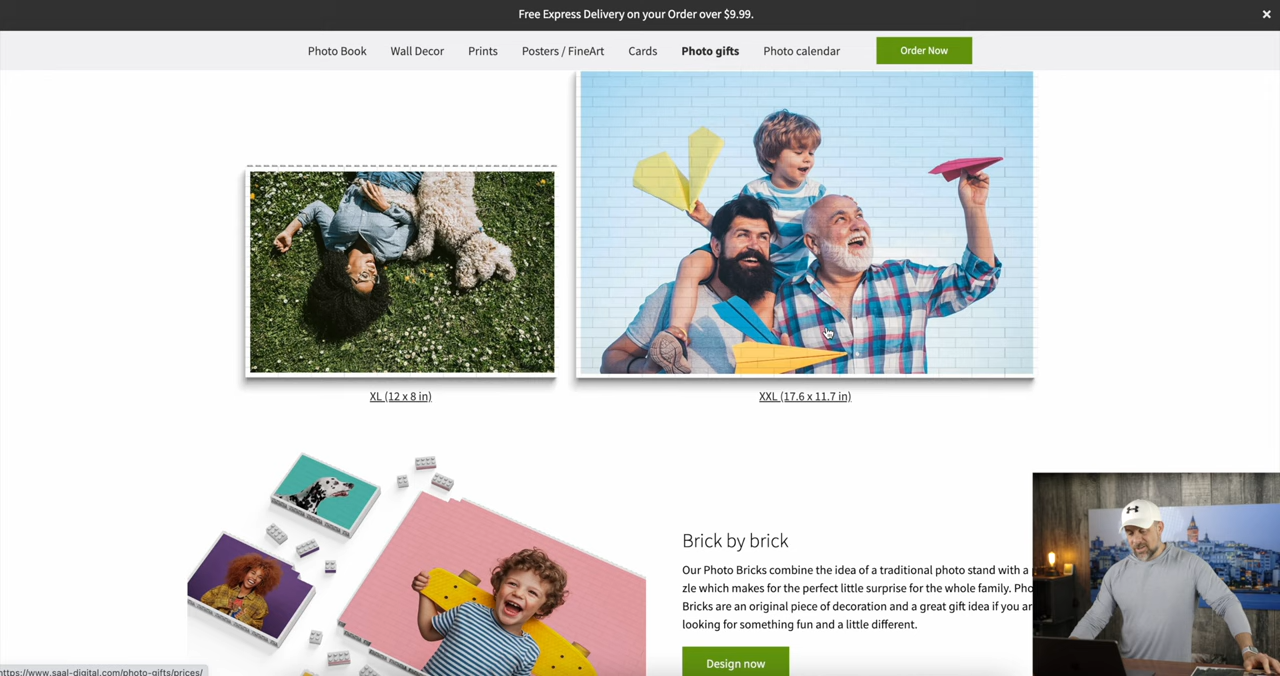 Free Express Delivery on your Order over $9.99.
Photo Book Wall Decor Prints Posters / FineArt Cards Photo gifts Photo calendar Order Now
XL (12 x 8 in) XXL (17.6 x 11.7 in)
Brick by brick
Our Photo Bricks combine the idea of a traditional photo stand with a
zle which makes for the perfect little surprise for the whole family. Pho
Bricks are an original piece of decoration and a great gift idea if you ar
looking for something fun and a little different.
Design now
https://www.saal-digital.com/photo-gifts/prices/